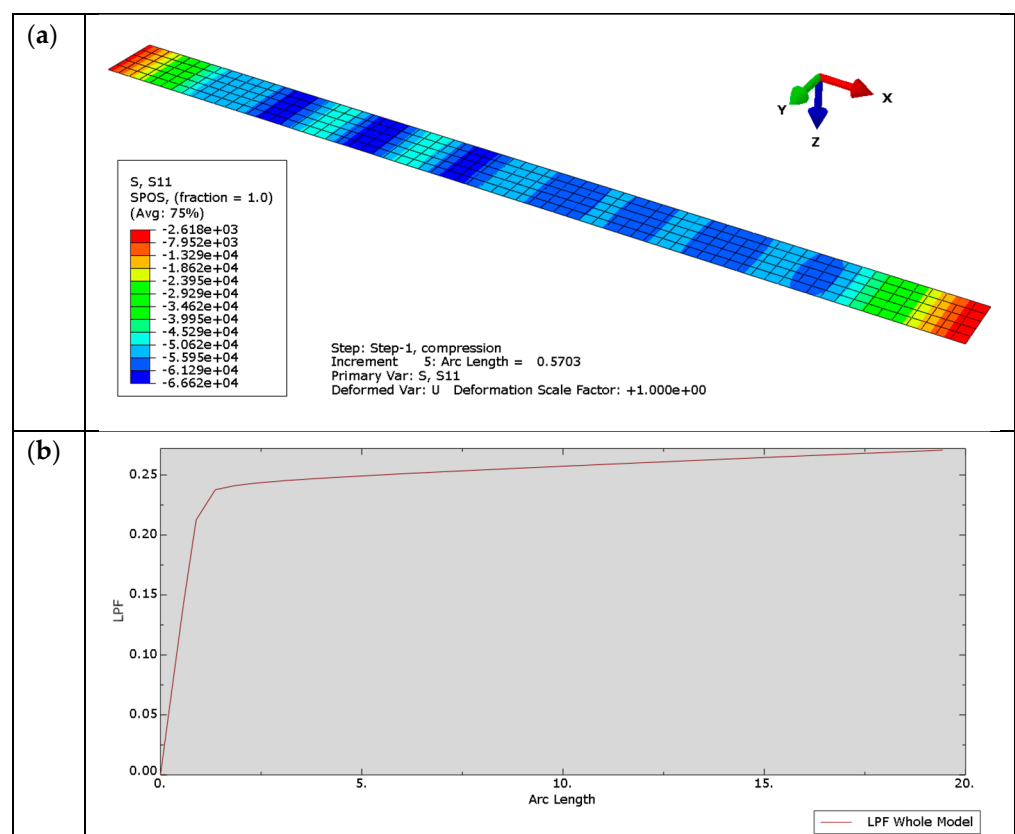 (a)
X
Y
Z
S, S11
SPOS, (fraction = 1.0)
(Avg: 75%)
-2.618e+03
-7.952e+03
-1.329e+04
-1.862e+04
-2.395e+04
-2.929e+04
-3.462e+04
-3.995e+04
-4.529e+04
-5.062e+04
-5.595e+04
-6.129e+04
-6.662e+04
Step: Step-1, compression
Increment 5: Arc Length = 0.5703
Primary Var: S, S11
Deformed Var: U Deformation Scale Factor: +1.000e+00
(b)
0.25
0.20
0.15
0.10
0.05
0.00
LPF
0. 5. 10. 15. 20.
Arc Length
LPF Whole Model